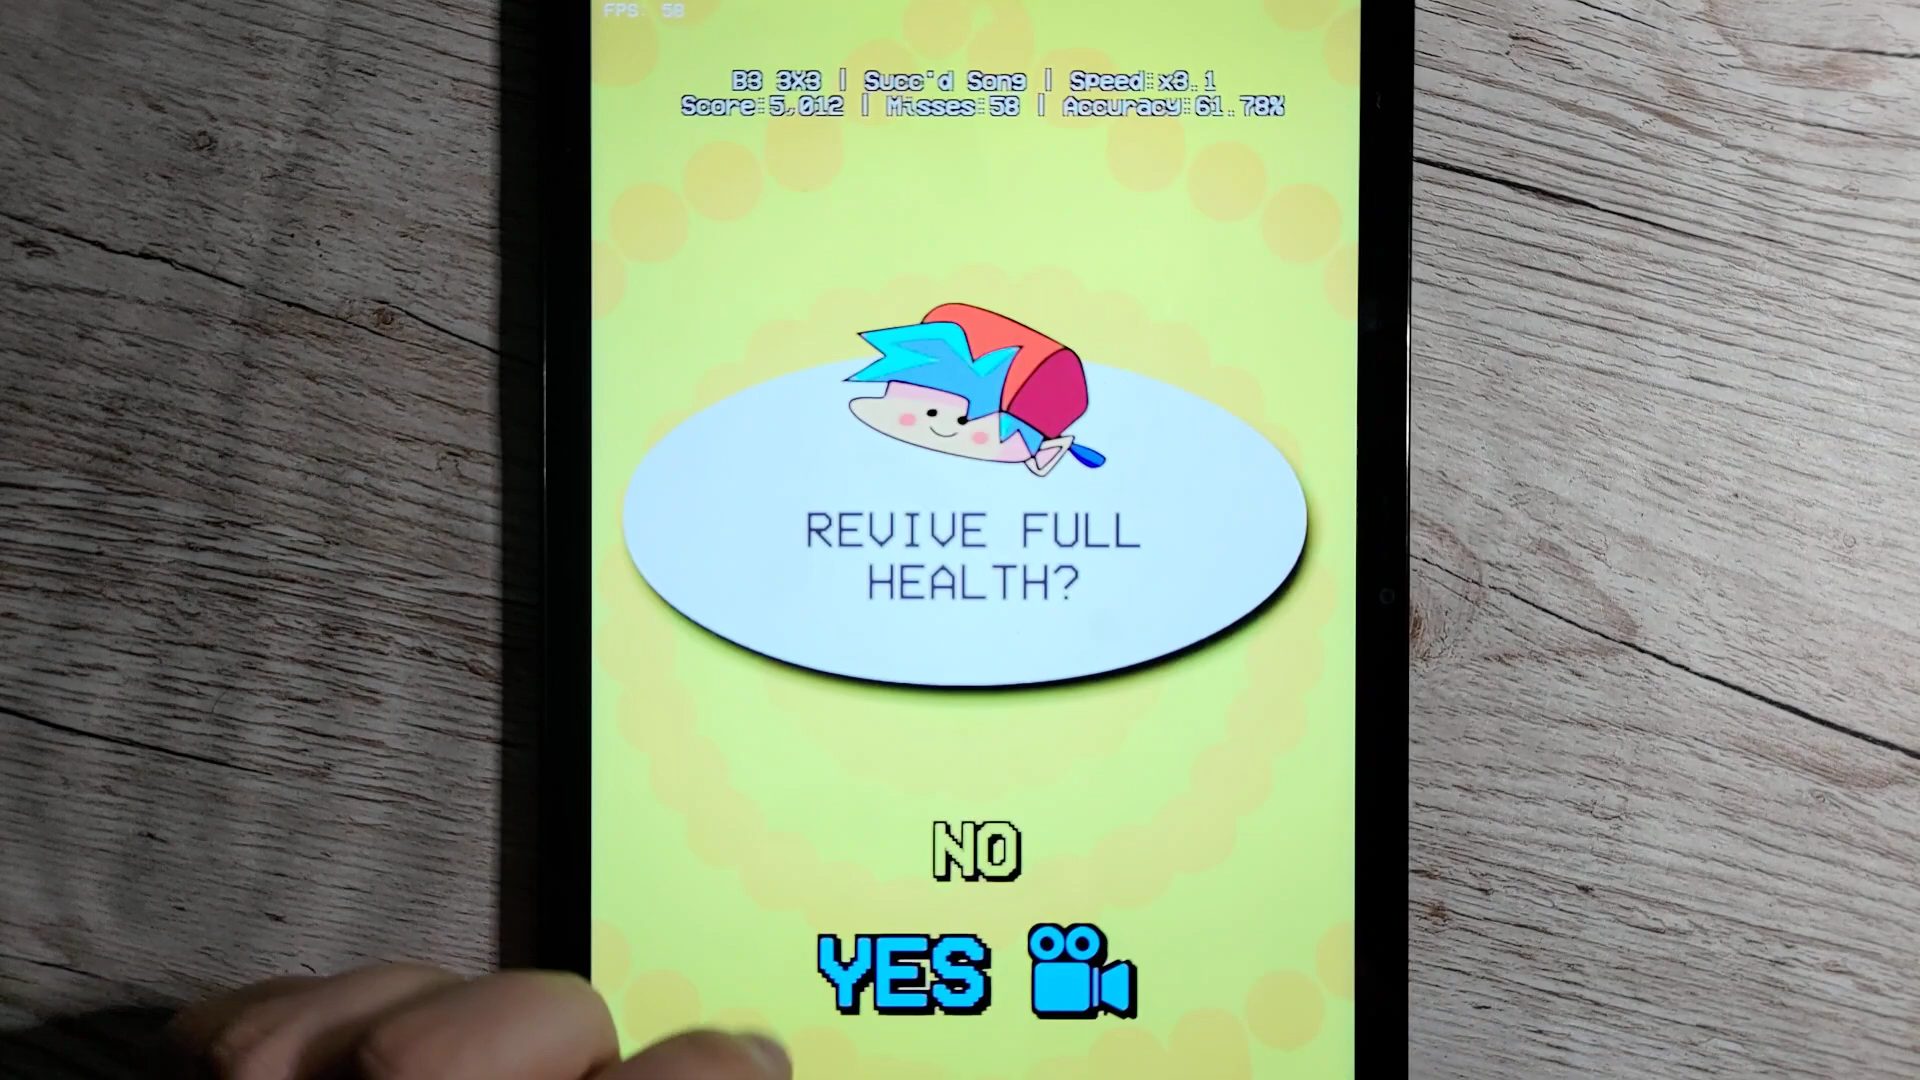 FPS: 58
B3 3X3 | Succ'd Song | Speed:x3.1
Score:5,012 | Misses:58 | Accuracy:61.78%
REVIVE FULL
HEALTH?
NO
YES